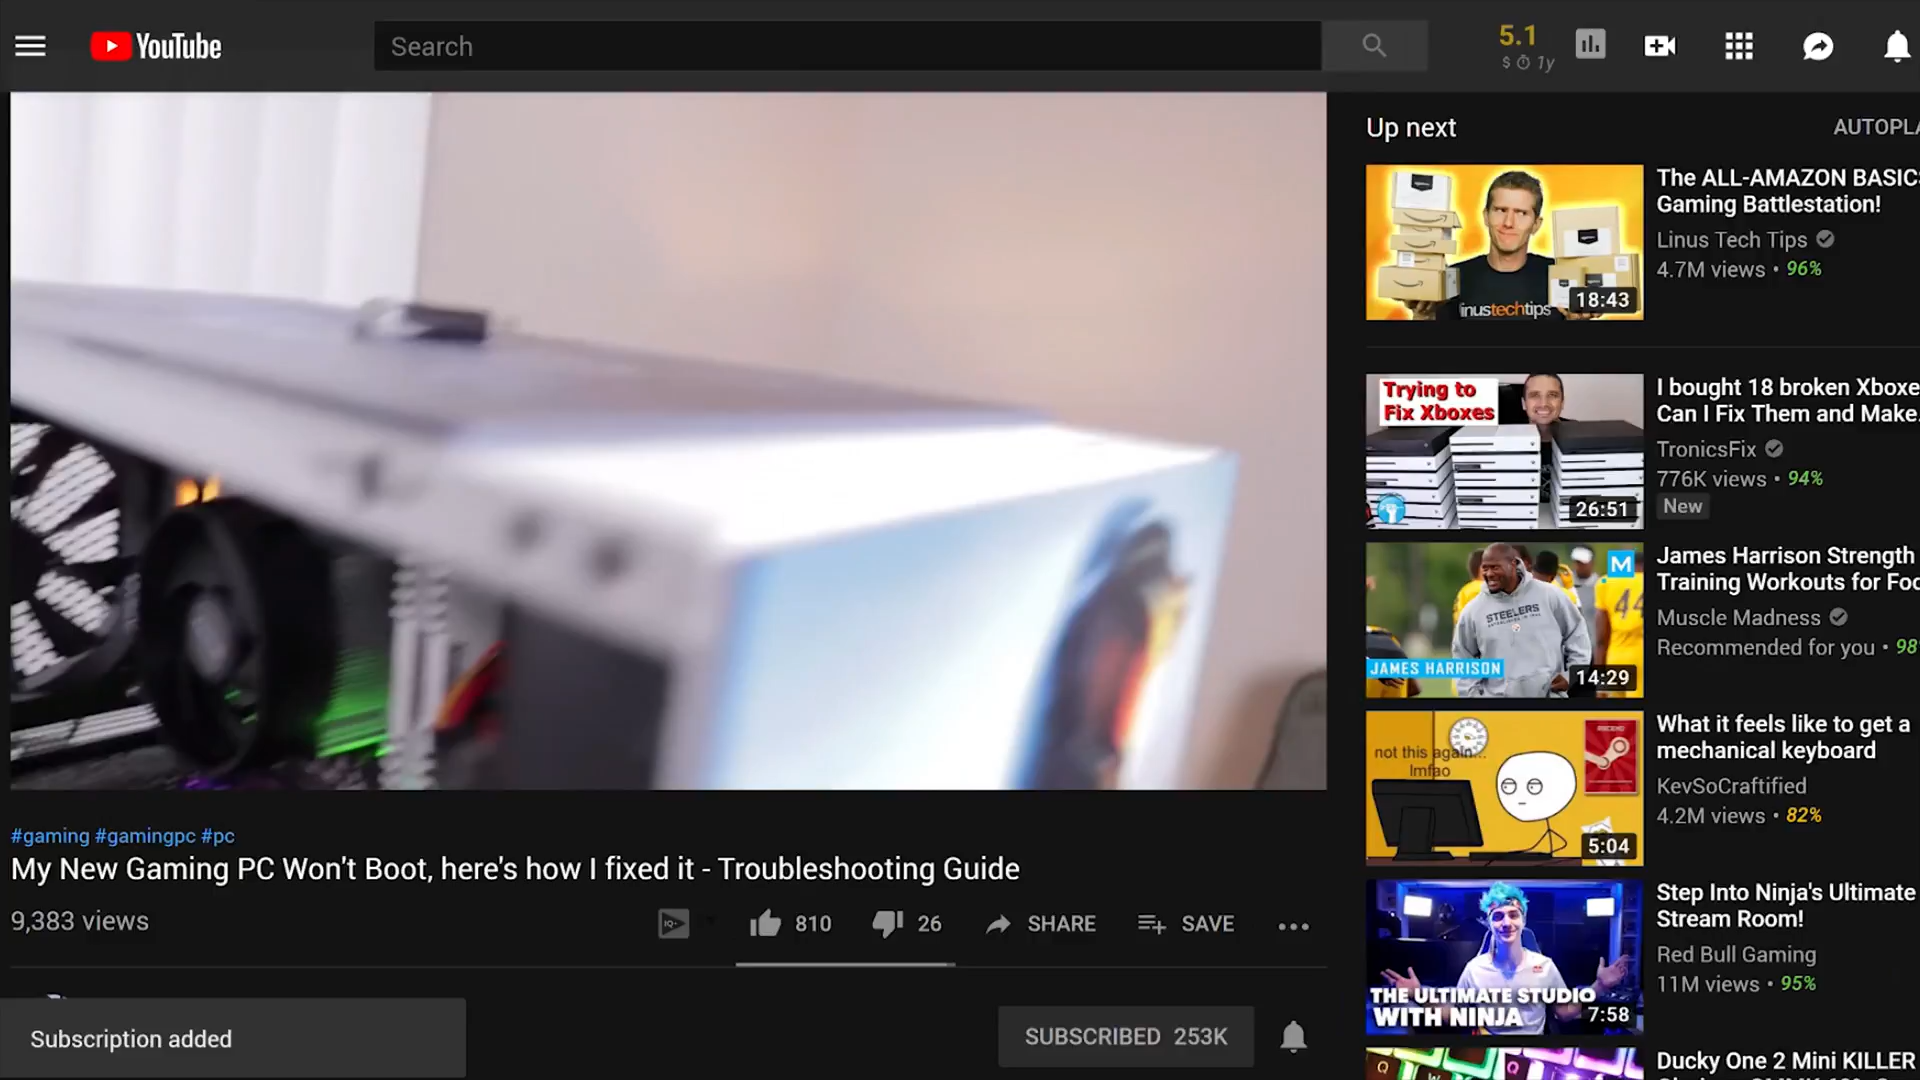 YouTube
Search
5.1
$ 1y
Up next
AUTOPLA
The ALL-AMAZON BASIC
Gaming Battlestation!
Linus Tech Tips
4.7M views • 96%
linustechtips
18:43
Trying to
Fix Xboxes
26:51
I bought 18 broken Xboxe
Can I Fix Them and Make
TronicsFix
776K views • 94%
New
M
STEELERS
44
JAMES HARRISON
14:29
James Harrison Strength
Training Workouts for Foo
Muscle Madness
Recommended for you • 98
not this again...
lmfao
5:04
What it feels like to get a
mechanical keyboard
KevSoCraftified
4.2M views • 82%
THE ULTIMATE STUDIO
WITH NINJA
7:58
Step Into Ninja's Ultimate
Stream Room!
Red Bull Gaming
11M views • 95%
Ducky One 2 Mini KILLER
#gaming #gamingpc #pc
My New Gaming PC Won't Boot, here's how I fixed it - Troubleshooting Guide
9,383 views
IQ
810
26
SHARE
SAVE
Subscription added
SUBSCRIBED 253K